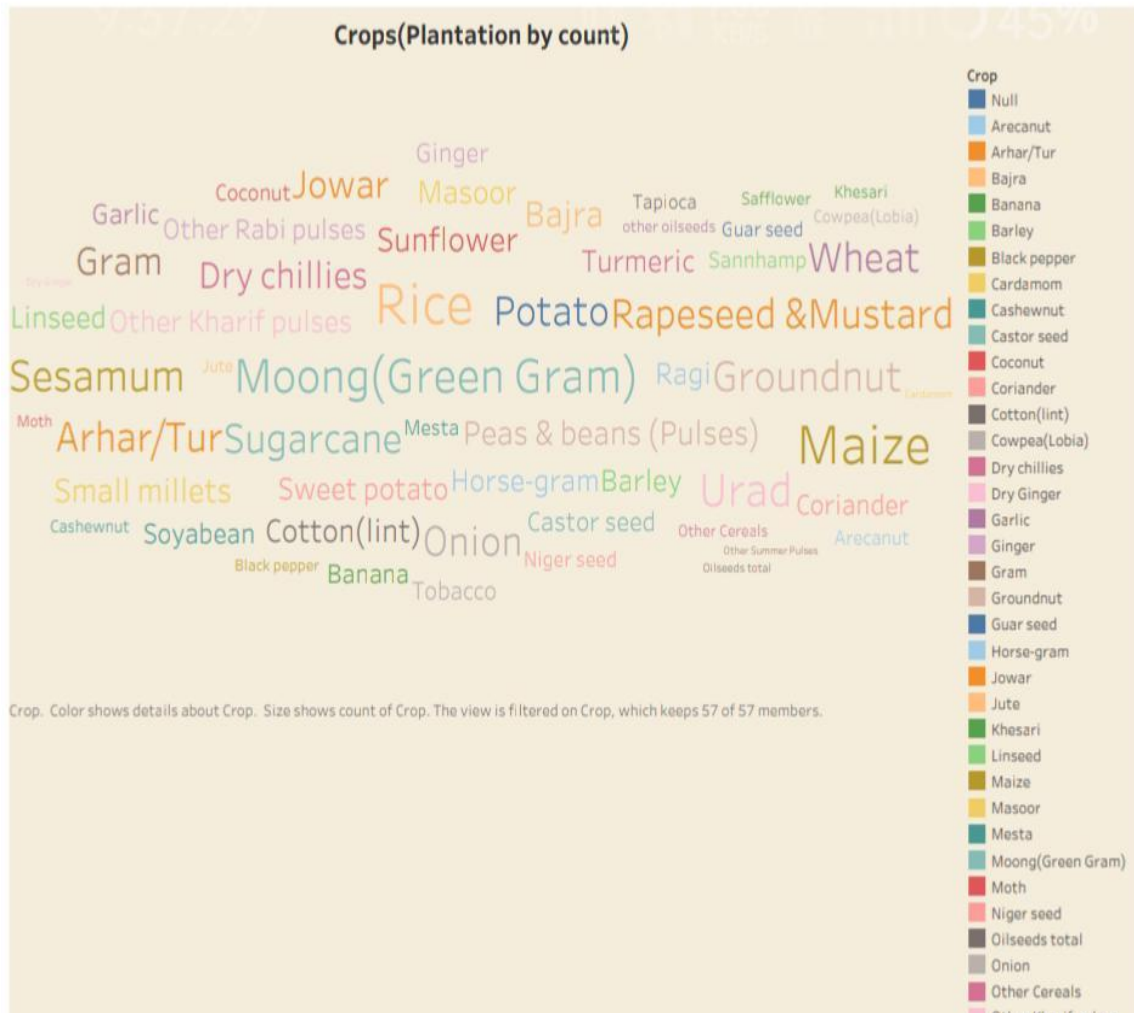 Crops(Plantation by count)
Ginger
Coconut Jowar Masoor
Tapioca Safflower Khesari
Garlic Other Rabi pulses Sunflower Bajra other oilseeds Guar seed Cowpea(Lobia)
Gram Dry chillies Turmeric Sannhamp Wheat
Linseed Other Kharif pulses Rice Potato Rapeseed &Mustard
Sesamum Jute Moong(Green Gram) Ragi Groundnut Cardamom
Moth Arhar/Tur Sugarcane Mesta Peas & beans (Pulses) Maize
Small millets Sweet potato Horse-gram Barley Urad Coriander
Cashewnut Soyabean Cotton(lint) Onion Castor seed Other Cereals Arecanut
Other Summer Pulses
Black pepper Banana Niger seed Oilseeds total
Tobacco
Crop. Color shows details about Crop. Size shows count of Crop. The view is filtered on Crop, which keeps 57 of 57 members.
Crop
Null
Arecanut
Arhar/Tur
Bajra
Banana
Barley
Black pepper
Cardamom
Cashewnut
Castor seed
Coconut
Coriander
Cotton(lint)
Cowpea(Lobia)
Dry chillies
Dry Ginger
Garlic
Ginger
Gram
Groundnut
Guar seed
Horse-gram
Jowar
Jute
Khesari
Linseed
Maize
Masoor
Mesta
Moong(Green Gram)
Moth
Niger seed
Oilseeds total
Onion
Other Cereals